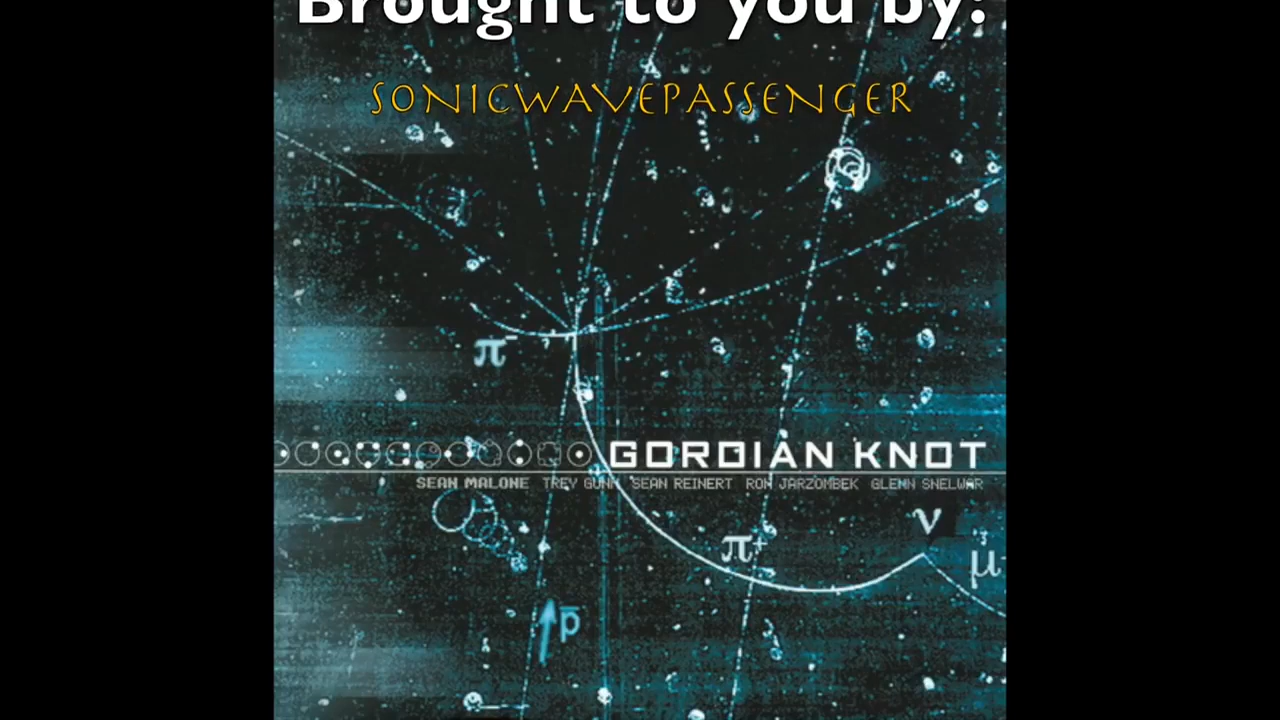 Brought to you by:
SONICWAVEPASSENGER
π⁻
GORDIAN KNOT
SEAN MALONE TREY GUNN SEAN REINERT RON JARZOMBEK GLENN SNELWAR
ν
π⁺
μ
p̅